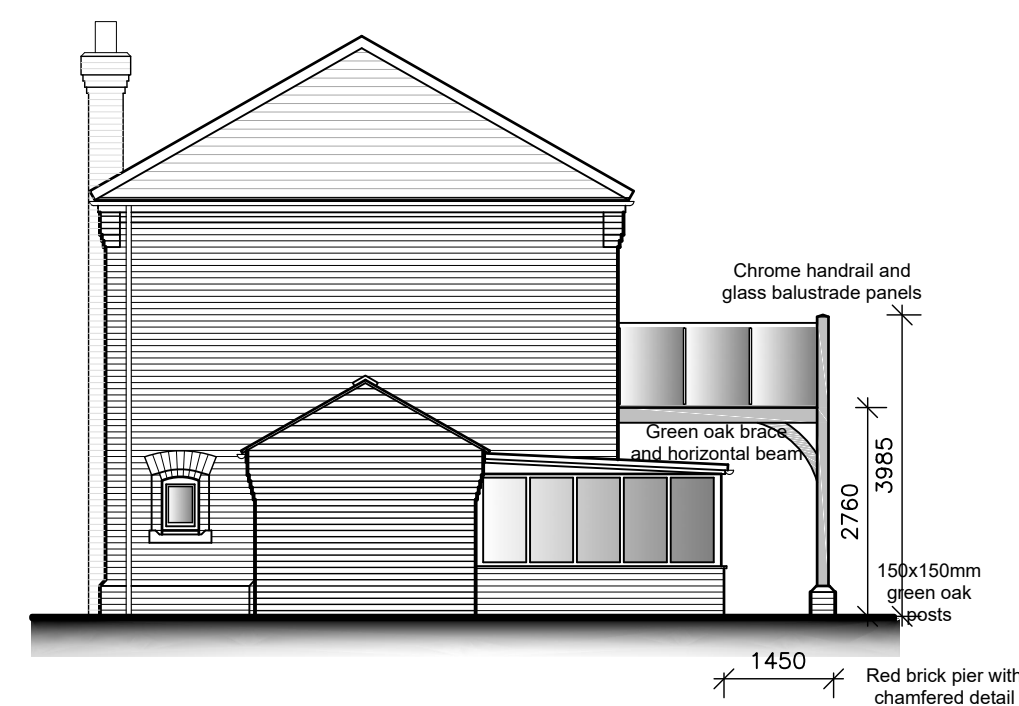 Chrome handrail and
glass balustrade panels
Green oak brace
and horizontal beam
3985
2760
150x150mm
green oak
posts
1450
Red brick pier with
chamfered detail